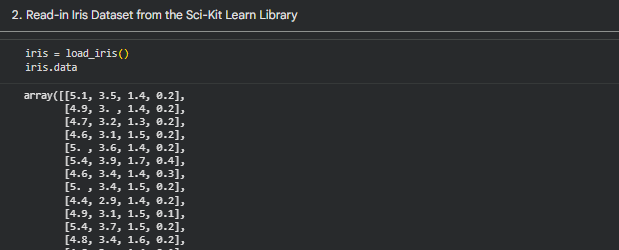 2. Read-in Iris Dataset from the Sci-Kit Learn Library
iris = load_iris()
iris.data
array([[5.1, 3.5, 1.4, 0.2],
[4.9, 3. , 1.4, 0.2],
[4.7, 3.2, 1.3, 0.2],
[4.6, 3.1, 1.5, 0.2],
[5. , 3.6, 1.4, 0.2],
[5.4, 3.9, 1.7, 0.4],
[4.6, 3.4, 1.4, 0.3],
[5. , 3.4, 1.5, 0.2],
[4.4, 2.9, 1.4, 0.2],
[4.9, 3.1, 1.5, 0.1],
[5.4, 3.7, 1.5, 0.2],
[4.8, 3.4, 1.6, 0.2],